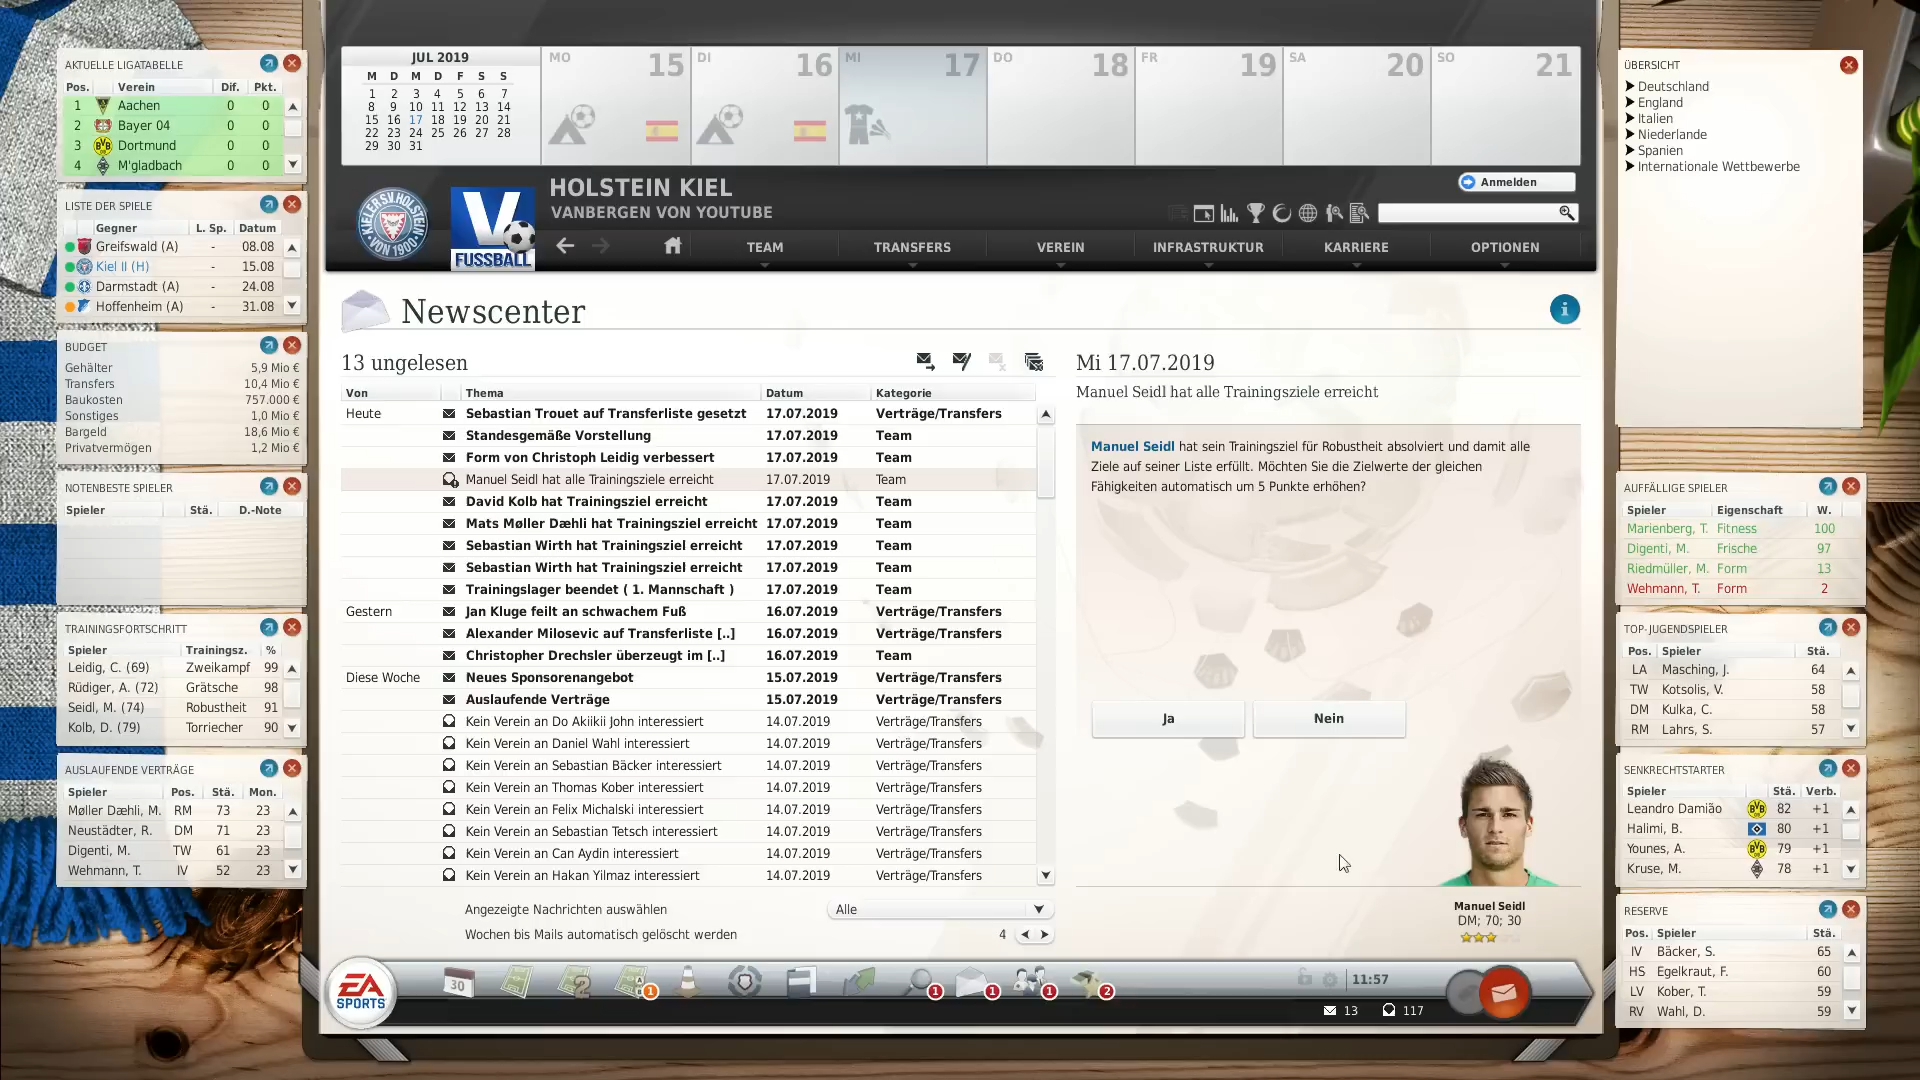 AKTUELLE LIGATABELLE
Pos. Verein Dif. Pkt.
1 Aachen 0 0
2 Bayer 04 0 0
3 Dortmund 0 0
4 M'gladbach 0 0
LISTE DER SPIELE
Gegner L. Sp. Datum
Greifswald (A) - 08.08
Kiel II (H) - 15.08
Darmstadt (A) - 24.08
Hoffenheim (A) - 31.08
BUDGET
Gehälter 5,9 Mio €
Transfers 10,4 Mio €
Baukosten 757.000 €
Sonstiges 1,0 Mio €
Bargeld 18,6 Mio €
Privatvermögen 1,2 Mio €
NOTENBESTE SPIELER
Spieler Stä. D.-Note
TRAININGSFORTSCHRITT
Spieler Trainingsz. %
Leidig, C. (69) Zweikampf 99
Rüdiger, A. (72) Grätsche 98
Seidl, M. (74) Robustheit 91
Kolb, D. (79) Torriecher 90
AUSLAUFENDE VERTRÄGE
Spieler Pos. Stä. Mon.
Møller Dæhli, M. RM 73 23
Neustädter, R. DM 71 23
Digenti, M. TW 61 23
Wehmann, T. IV 52 23
JUL 2019
M D M D F S S
1 2 3 4 5 6 7
8 9 10 11 12 13 14
15 16 17 18 19 20 21
22 23 24 25 26 27 28
29 30 31
MO 15 DI 16 MI 17 DO 18 FR 19 SA 20 SO 21
KIELER S.V. HOLSTEIN VON 1900
V FUSSBALL
HOLSTEIN KIEL
VANBERGEN VON YOUTUBE
Anmelden
TEAM TRANSFERS VEREIN INFRASTRUKTUR KARRIERE OPTIONEN
Newscenter
i
13 ungelesen
Von Thema Datum Kategorie
Heute Sebastian Trouet auf Transferliste gesetzt 17.07.2019 Verträge/Transfers
Standesgemäße Vorstellung 17.07.2019 Team
Form von Christoph Leidig verbessert 17.07.2019 Team
Manuel Seidl hat alle Trainingsziele erreicht 17.07.2019 Team
David Kolb hat Trainingsziel erreicht 17.07.2019 Team
Mats Møller Dæhli hat Trainingsziel erreicht 17.07.2019 Team
Sebastian Wirth hat Trainingsziel erreicht 17.07.2019 Team
Sebastian Wirth hat Trainingsziel erreicht 17.07.2019 Team
Trainingslager beendet ( 1. Mannschaft ) 17.07.2019 Team
Gestern Jan Kluge feilt an schwachem Fuß 16.07.2019 Verträge/Transfers
Alexander Milosevic auf Transferliste [..] 16.07.2019 Verträge/Transfers
Christopher Drechsler überzeugt im [..] 16.07.2019 Team
Diese Woche Neues Sponsorenangebot 15.07.2019 Verträge/Transfers
Auslaufende Verträge 15.07.2019 Verträge/Transfers
Kein Verein an Do Akiikii John interessiert 14.07.2019 Verträge/Transfers
Kein Verein an Daniel Wahl interessiert 14.07.2019 Verträge/Transfers
Kein Verein an Sebastian Bäcker interessiert 14.07.2019 Verträge/Transfers
Kein Verein an Thomas Kober interessiert 14.07.2019 Verträge/Transfers
Kein Verein an Felix Michalski interessiert 14.07.2019 Verträge/Transfers
Kein Verein an Sebastian Tetsch interessiert 14.07.2019 Verträge/Transfers
Kein Verein an Can Aydin interessiert 14.07.2019 Verträge/Transfers
Kein Verein an Hakan Yilmaz interessiert 14.07.2019 Verträge/Transfers
Angezeigte Nachrichten auswählen Alle
Wochen bis Mails automatisch gelöscht werden 4
Mi 17.07.2019
Manuel Seidl hat alle Trainingsziele erreicht
Manuel Seidl hat sein Trainingsziel für Robustheit absolviert und damit alle
Ziele auf seiner Liste erfüllt. Möchten Sie die Zielwerte der gleichen
Fähigkeiten automatisch um 5 Punkte erhöhen?
Ja Nein
Manuel Seidl
DM; 70; 30
EA SPORTS
30 2 1 1 1 1 2
11:57
13 117
ÜBERSICHT
Deutschland
England
Italien
Niederlande
Spanien
Internationale Wettbewerbe
AUFFÄLLIGE SPIELER
Spieler Eigenschaft W.
Marienberg, T. Fitness 100
Digenti, M. Frische 97
Riedmüller, M. Form 13
Wehmann, T. Form 2
TOP-JUGENDSPIELER
Pos. Spieler Stä.
LA Masching, J. 64
TW Kotsolis, V. 58
DM Kulka, C. 58
RM Lahrs, S. 57
SENKRECHTSTARTER
Spieler Stä. Verb.
Leandro Damião 82 +1
Halimi, B. 80 +1
Younes, A. 79 +1
Kruse, M. 78 +1
RESERVE
Pos. Spieler Stä.
IV Bäcker, S. 65
HS Egelkraut, F. 60
LV Kober, T. 59
RV Wahl, D. 59